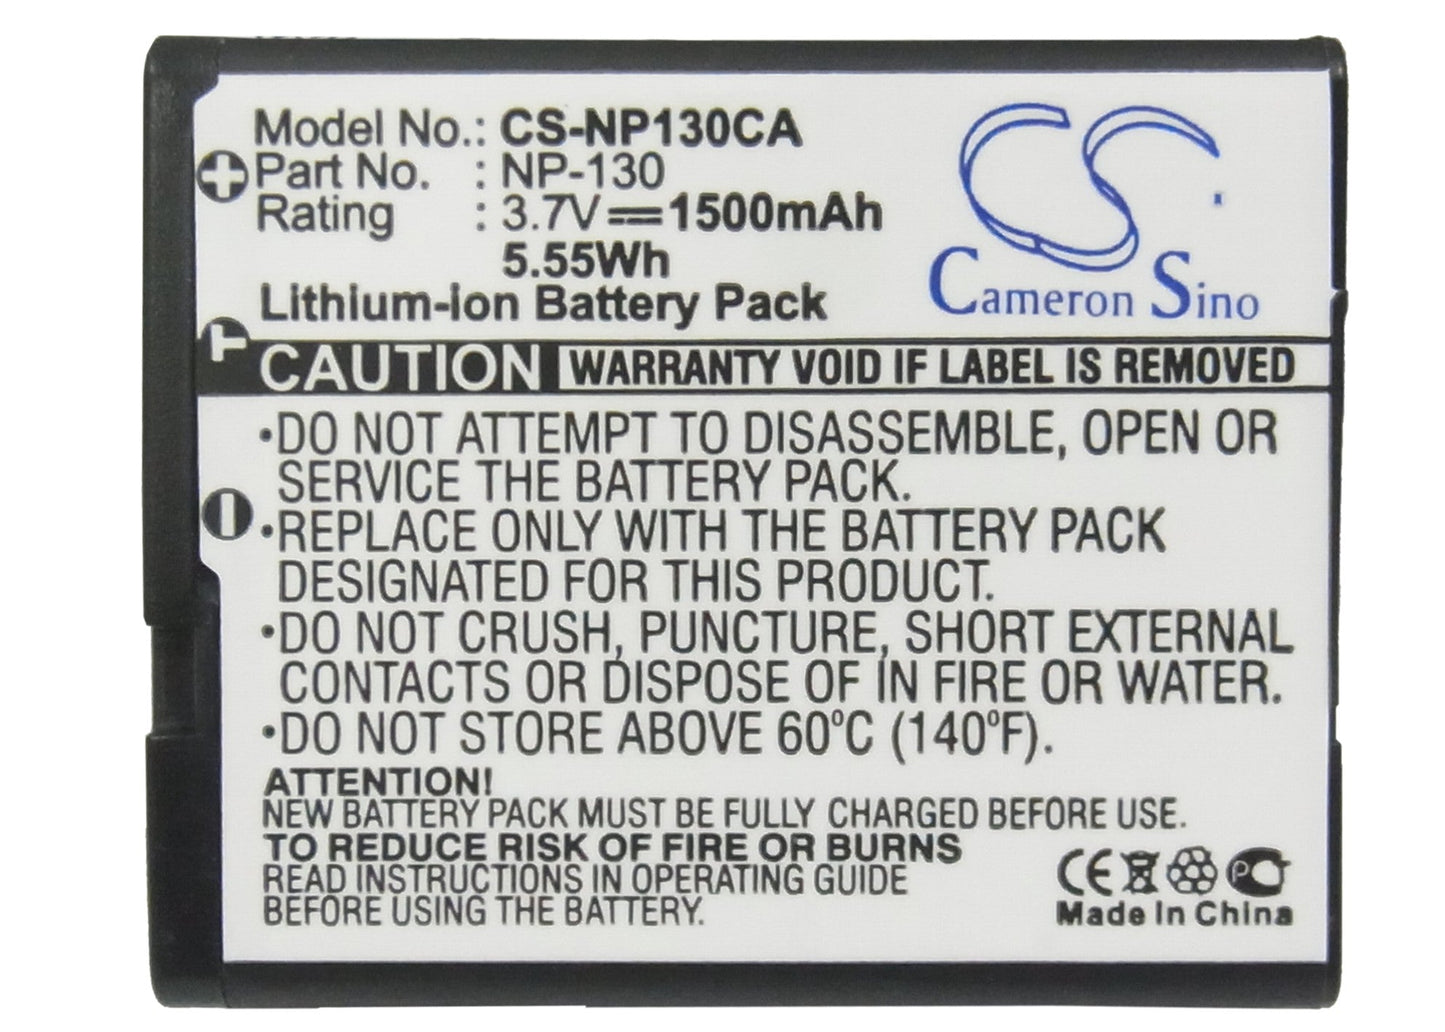 Model No.: CS-NP130CA
Part No. : NP-130
Rating : 3.7V 1500mAh
5.55Wh
Lithium-ion Battery Pack
CS
Cameron Sino
T
CAUTION WARRANTY VOID IF LABEL IS REMOVED
•DO NOT ATTEMPT TO DISASSEMBLE, OPEN OR
SERVICE THE BATTERY PACK.
•REPLACE ONLY WITH THE BATTERY PACK
DESIGNATED FOR THIS PRODUCT.
•DO NOT CRUSH, PUNCTURE, SHORT EXTERNAL
CONTACTS OR DISPOSE OF IN FIRE OR WATER.
•DO NOT STORE ABOVE 60°C (140°F).
ATTENTION!
NEW BATTERY PACK MUST BE FULLY CHARGED BEFORE USE.
TO REDUCE RISK OF FIRE OR BURNS
READ INSTRUCTIONS IN OPERATING GUIDE
BEFORE USING THE BATTERY.
CE
Made In China